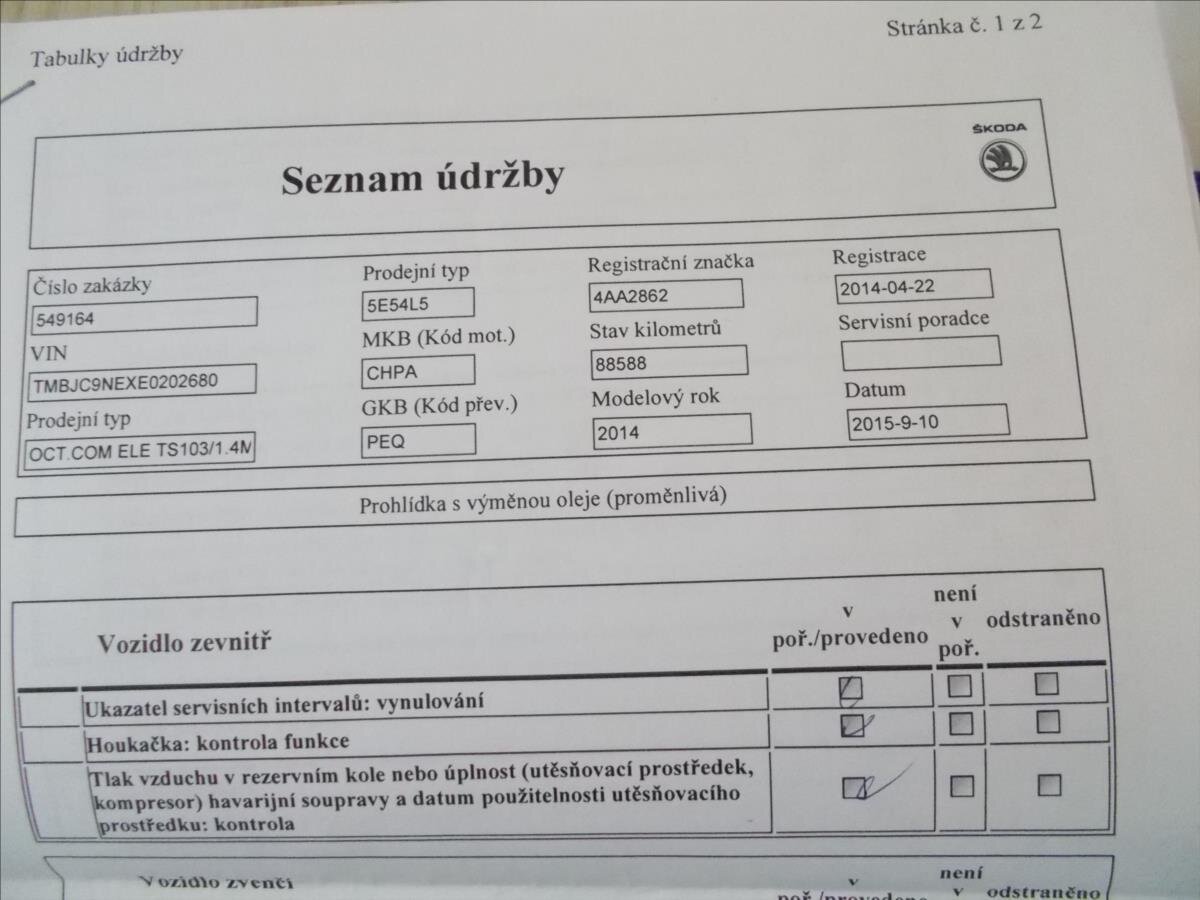 Tabulky údržby
Stránka č. 1 z 2
ŠKODA
Seznam údržby
Číslo zakázky
549164
VIN
TMBJC9NEXE0202680
Prodejní typ
OCT.COM ELE TS103/1.4M
Prodejní typ
5E54L5
MKB (Kód mot.)
CHPA
GKB (Kód přev.)
PEQ
Registrační značka
4AA2862
Stav kilometrů
88588
Modelový rok
2014
Registrace
2014-04-22
Servisní poradce
Datum
2015-9-10
Prohlídka s výměnou oleje (proměnlivá)
Vozidlo zevnitř
v
poř./provedeno
není
v
poř.
odstraněno
Ukazatel servisních intervalů: vynulování
Houkačka: kontrola funkce
Tlak vzduchu v rezervním kole nebo úplnost (utěsňovací prostředek,
kompresor) havarijní soupravy a datum použitelnosti utěsňovacího
prostředku: kontrola
Vozidlo zvenčí
v
poř./provedeno
není
v
odstraněno